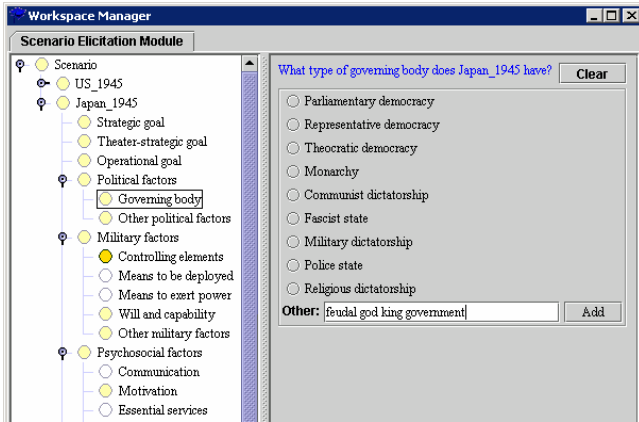 Workspace Manager
Scenario Elicitation Module
Scenario
US_1945
Japan_1945
Strategic goal
Theater-strategic goal
Operational goal
Political factors
Governing body
Other political factors
Military factors
Controlling elements
Means to be deployed
Means to exert power
Will and capability
Other military factors
Psychosocial factors
Communication
Motivation
Essential services
What type of governing body does Japan_1945 have?
Clear
Parliamentary democracy
Representative democracy
Theocratic democracy
Monarchy
Communist dictatorship
Fascist state
Military dictatorship
Police state
Religious dictatorship
Other: feudal god king government Add